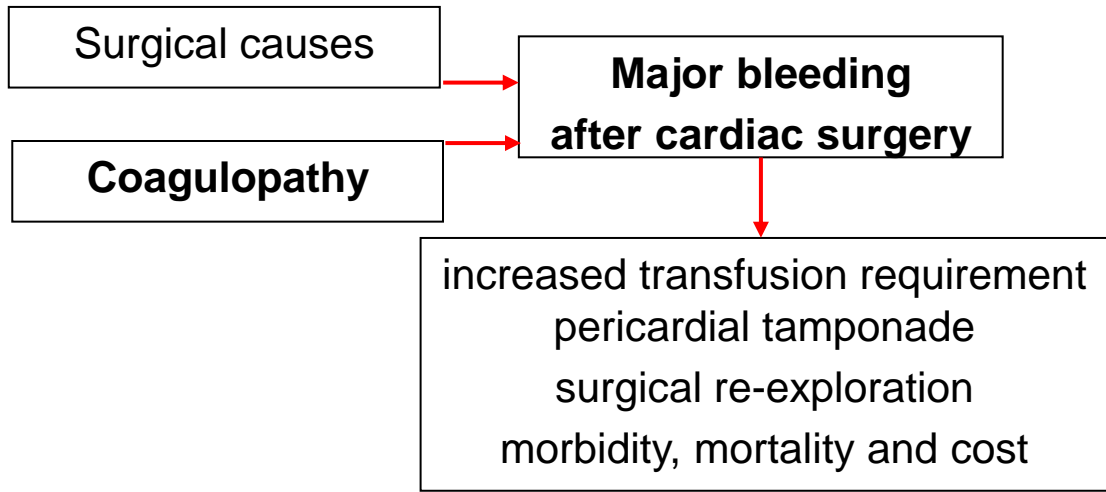 Surgical causes
Major bleeding
after cardiac surgery
Coagulopathy
increased transfusion requirement
pericardial tamponade
surgical re-exploration
morbidity, mortality and cost